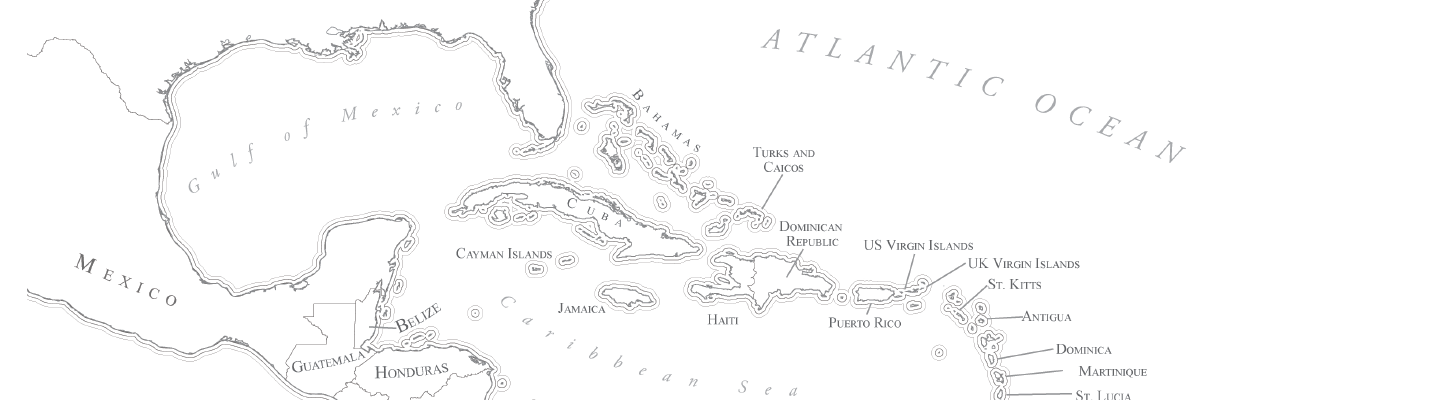 ATLANTIC OCEAN
Gulf of Mexico
BAHAMAS
TURKS AND
CAICOS
CUBA
DOMINICAN
REPUBLIC
CAYMAN ISLANDS
US VIRGIN ISLANDS
UK VIRGIN ISLANDS
ST. KITTS
MEXICO
JAMAICA
HAITI
PUERTO RICO
ANTIGUA
BELIZE
Caribbean Sea
DOMINICA
GUATEMALA
HONDURAS
MARTINIQUE
ST. LUCIA